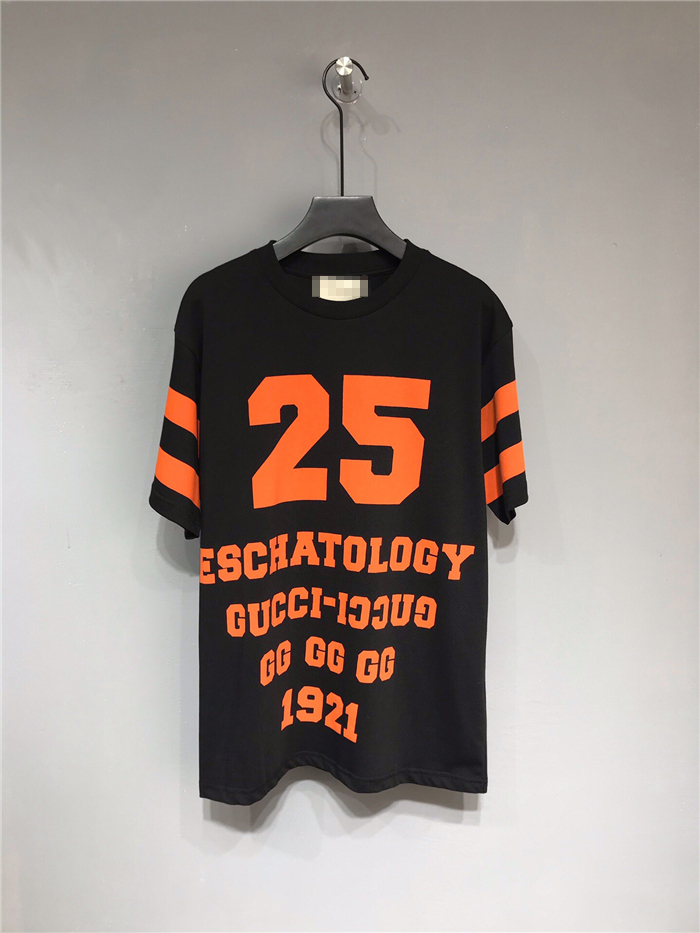 25
ESCHATOLOGY
GUCCI-IƆƆUG
GG GG GG
1921